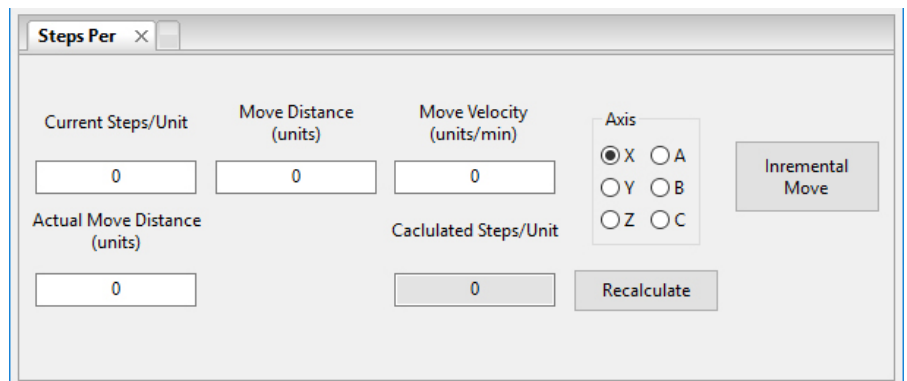 Steps Per
Current Steps/Unit
Move Distance
(units)
Move Velocity
(units/min)
Axis
X A
Y B
Z C
Inremental
Move
0
0
0
Actual Move Distance
(units)
Caclulated Steps/Unit
0
0
Recalculate